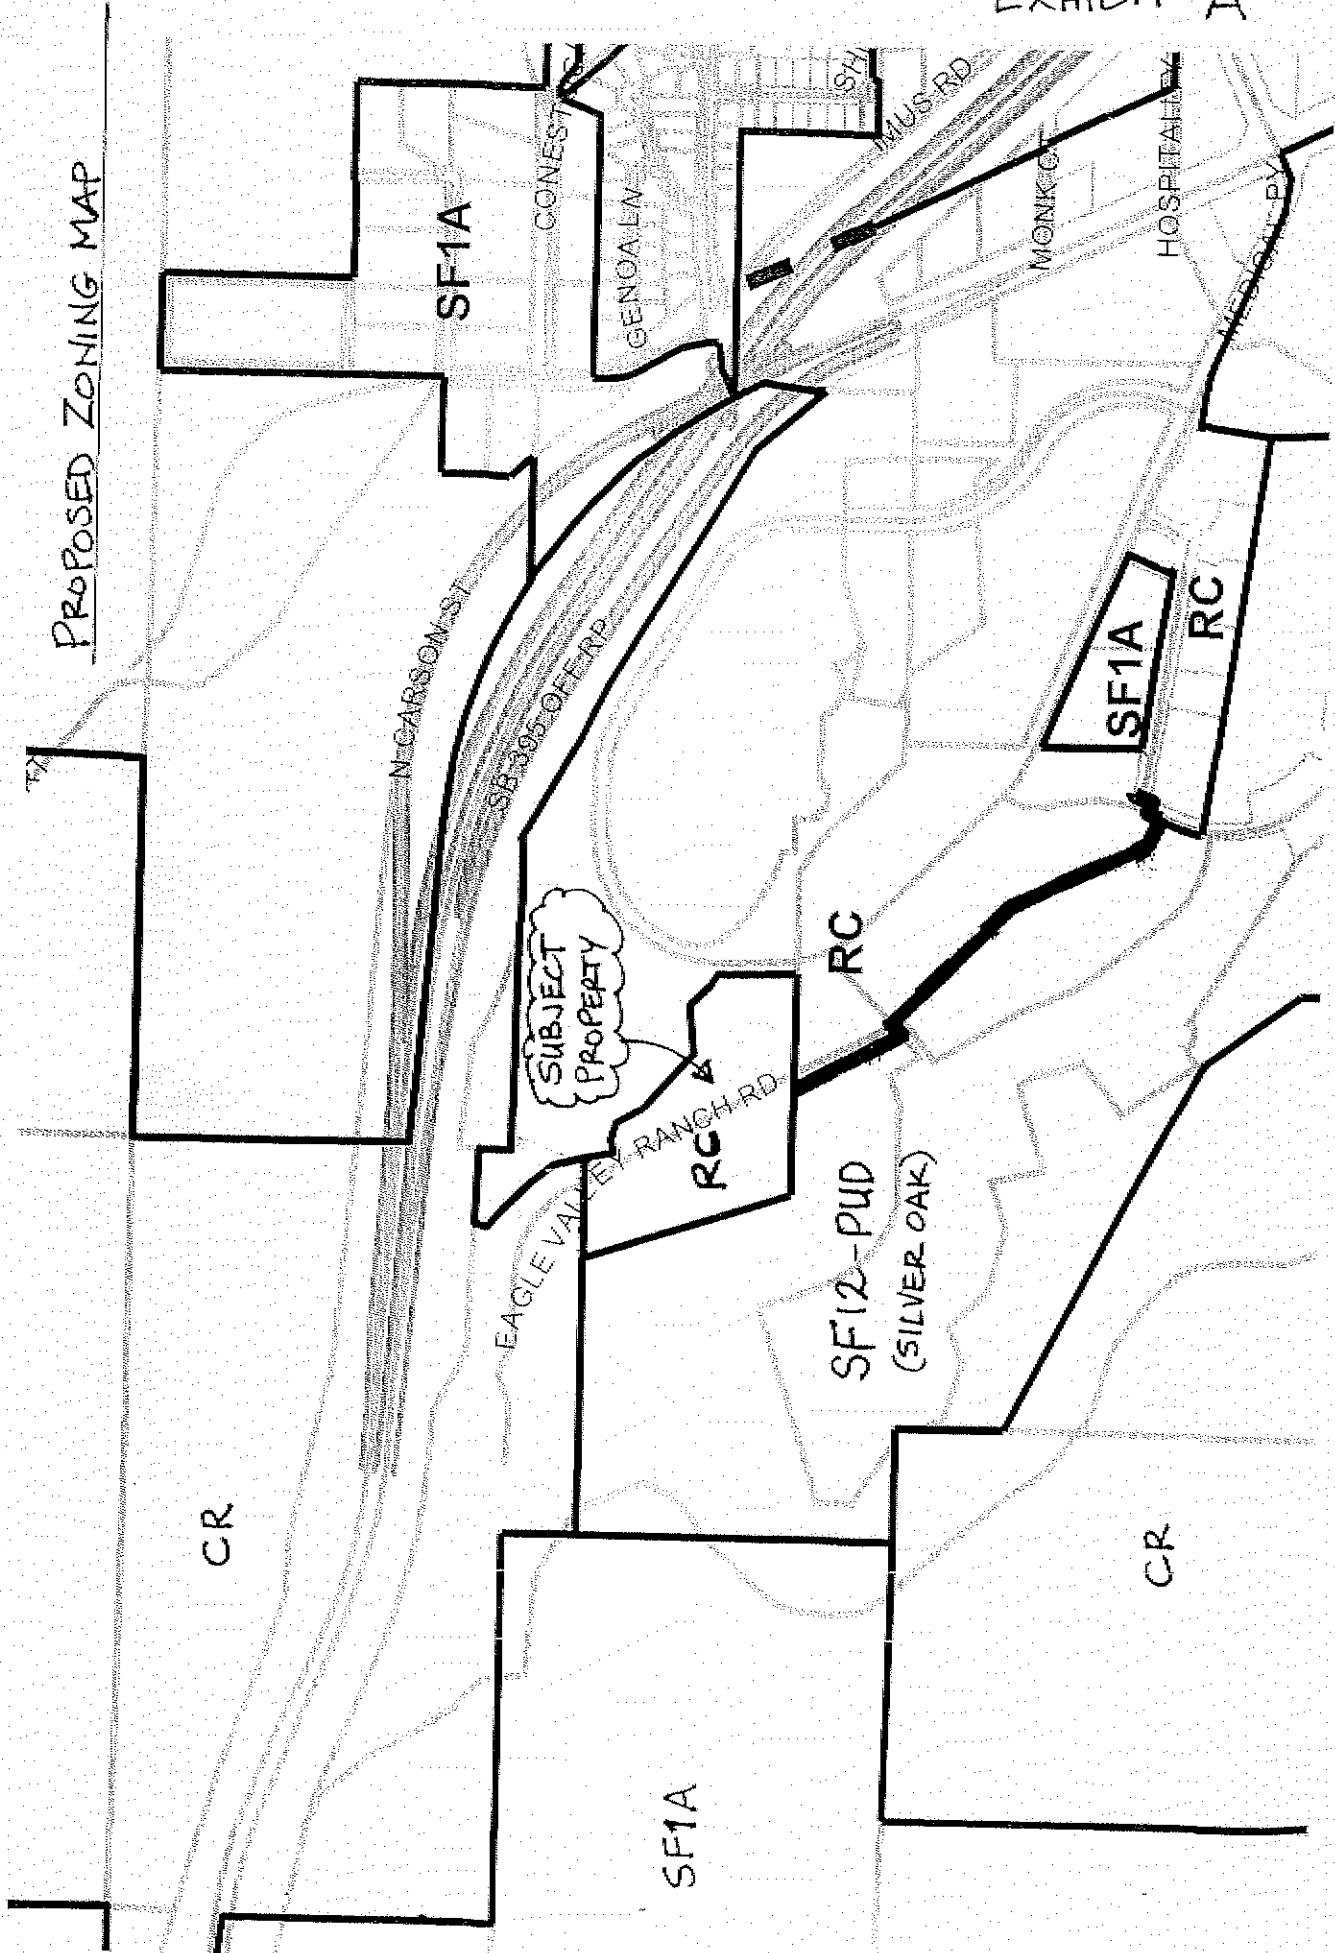 EXHIBIT A
PROPOSED ZONING MAP
SF1A
GENOA LN
MUS RD
MONK CT
HOSPITALITY
N CARSON ST
SB 395 OFF RP
SUBJECT
PROPERTY
EAGLE VALLEY RANCH RD
RC
RC
SF1A
RC
SF12-PUD
(SILVER OAK)
CR
SF1A
CR